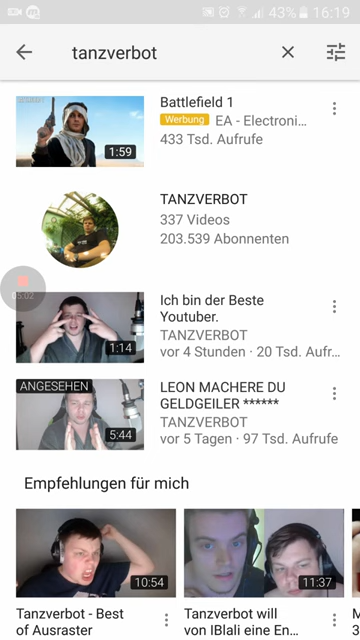 43% 16:19
tanzverbot
Battlefield 1
Werbung EA - Electroni...
433 Tsd. Aufrufe
1:59
TANZVERBOT
337 Videos
203.539 Abonnenten
05:02
Ich bin der Beste
Youtuber.
TANZVERBOT
vor 4 Stunden · 20 Tsd. Aufr...
1:14
ANGESEHEN
LEON MACHERE DU
GELDGEILER ******
TANZVERBOT
vor 5 Tagen · 97 Tsd. Aufrufe
5:44
Empfehlungen für mich
10:54
11:37
Tanzverbot - Best
of Ausraster
Tanzverbot will
von IBlali eine En...
M
3